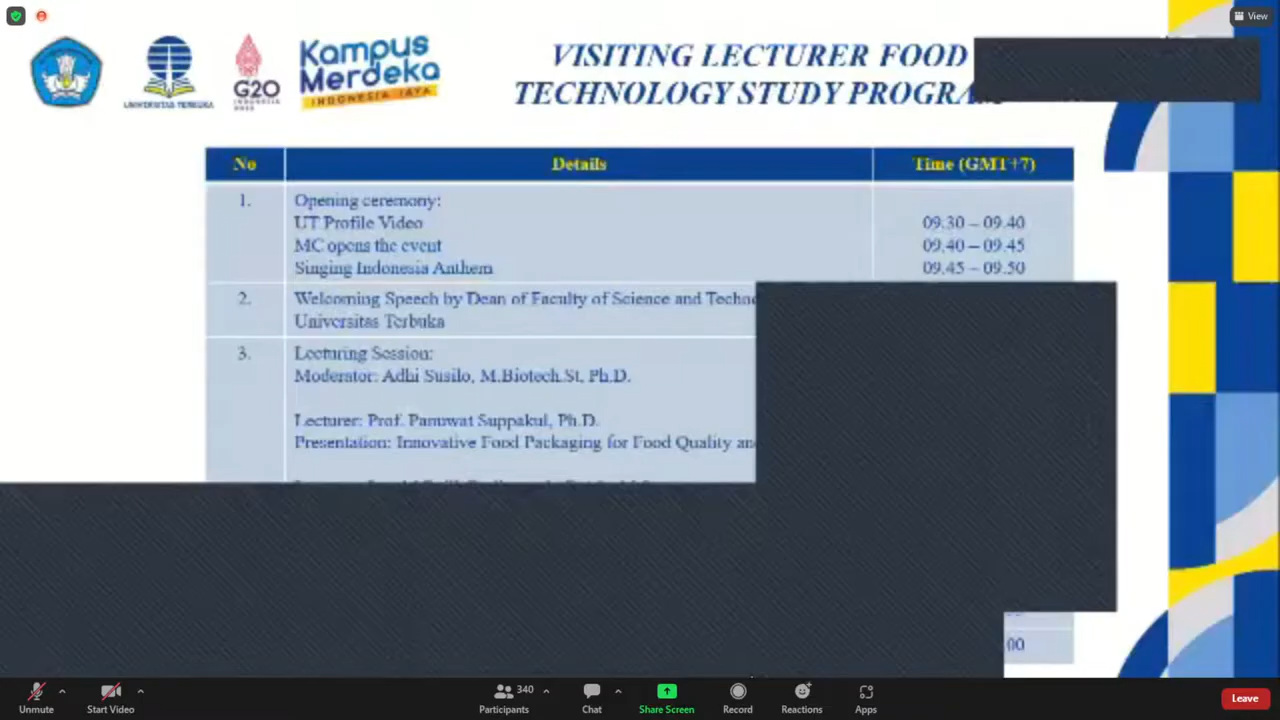 View
UNIVERSITAS TERBUKA
G20
INDONESIA
2022
Kampus
Merdeka
INDONESIA JAYA
VISITING LECTURER FOOD
TECHNOLOGY STUDY PROGRAM
No Details Time (GMT+7)
1. Opening ceremony:
UT Profile Video 09.30 – 09.40
MC opens the event 09.40 – 09.45
Singing Indonesia Anthem 09.45 – 09.50
2. Welcoming Speech by Dean of Faculty of Science and Techno
Universitas Terbuka
3. Lecturing Session:
Moderator: Adhi Susilo, M.Biotech.St, Ph.D.
Lecturer: Prof. Panuwat Suppakul, Ph.D.
Presentation: Innovative Food Packaging for Food Quality an
00
Unmute
Start Video
340
Participants
Chat
Share Screen
Record
Reactions
Apps
Leave